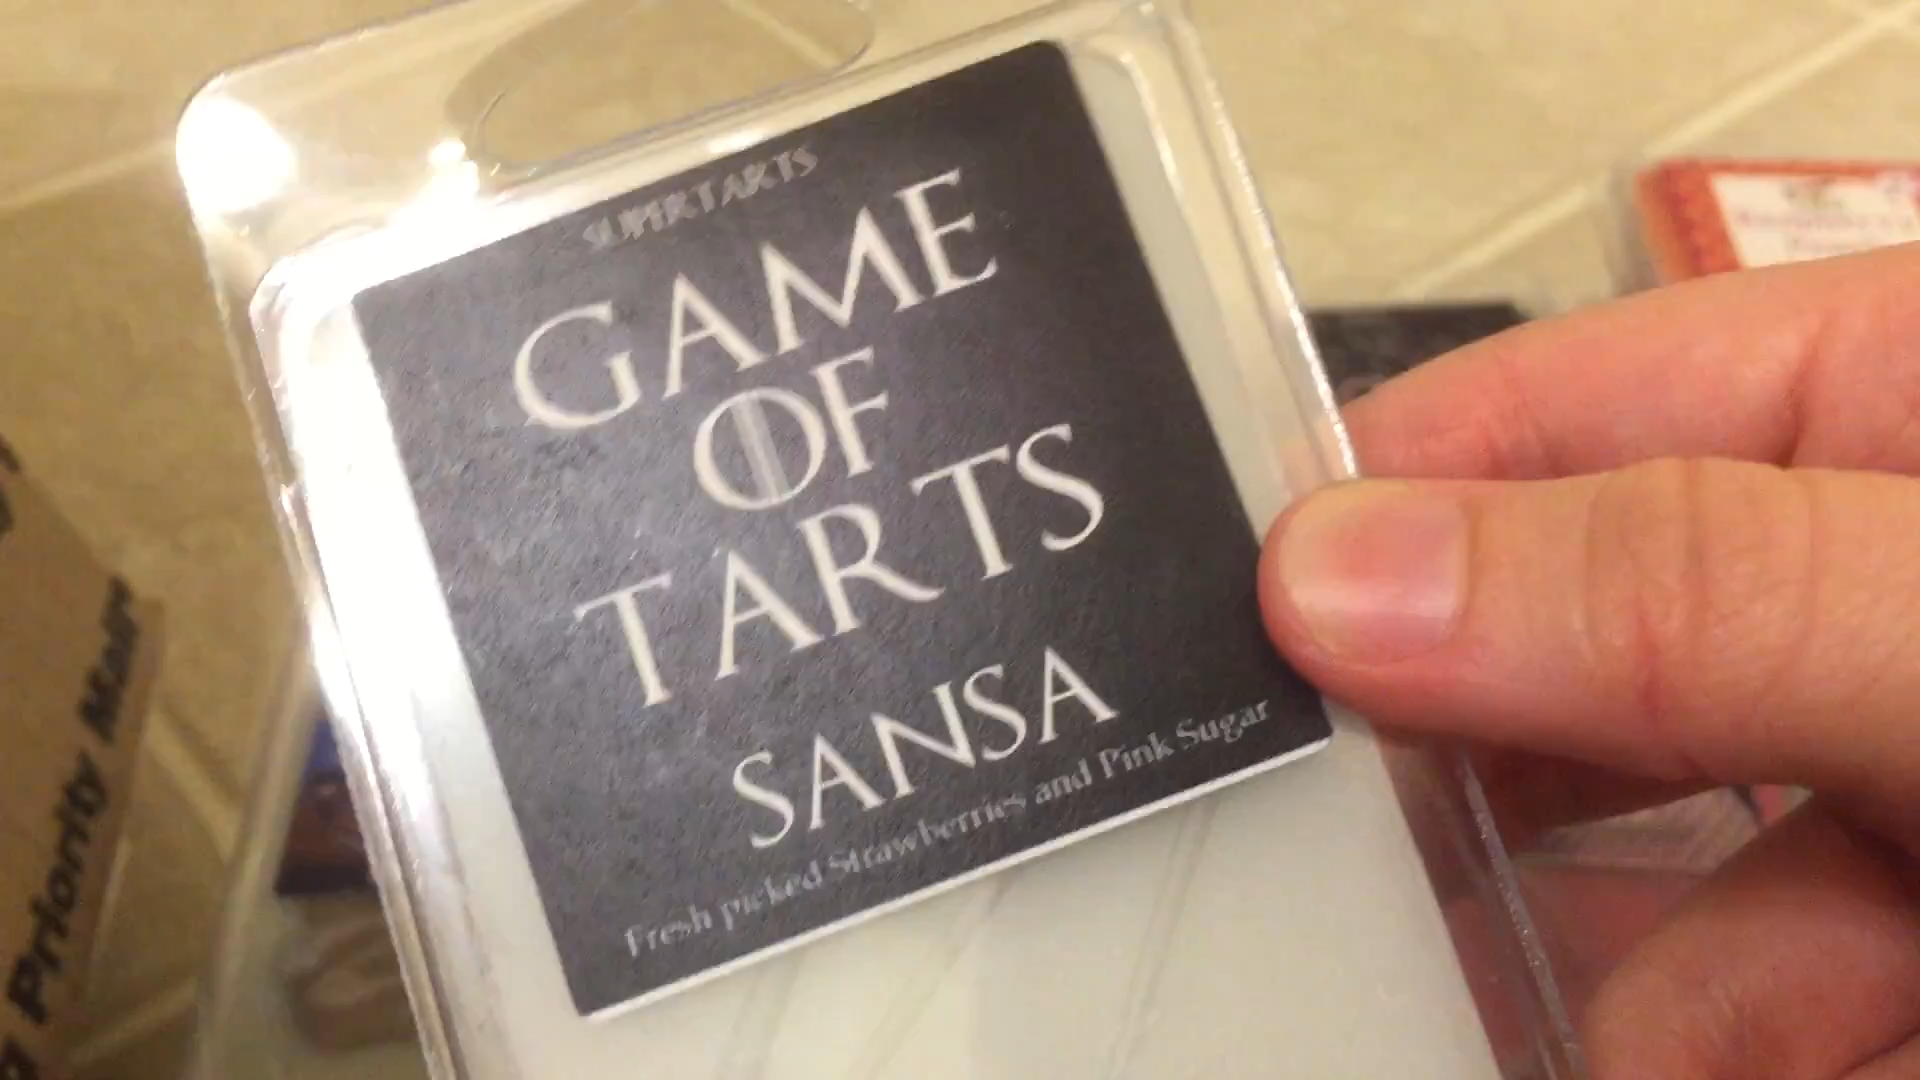 SUPERTARTS
GAME
OF
TARTS
SANSA
Fresh picked Strawberries and Pink Sugar
Priority Mail